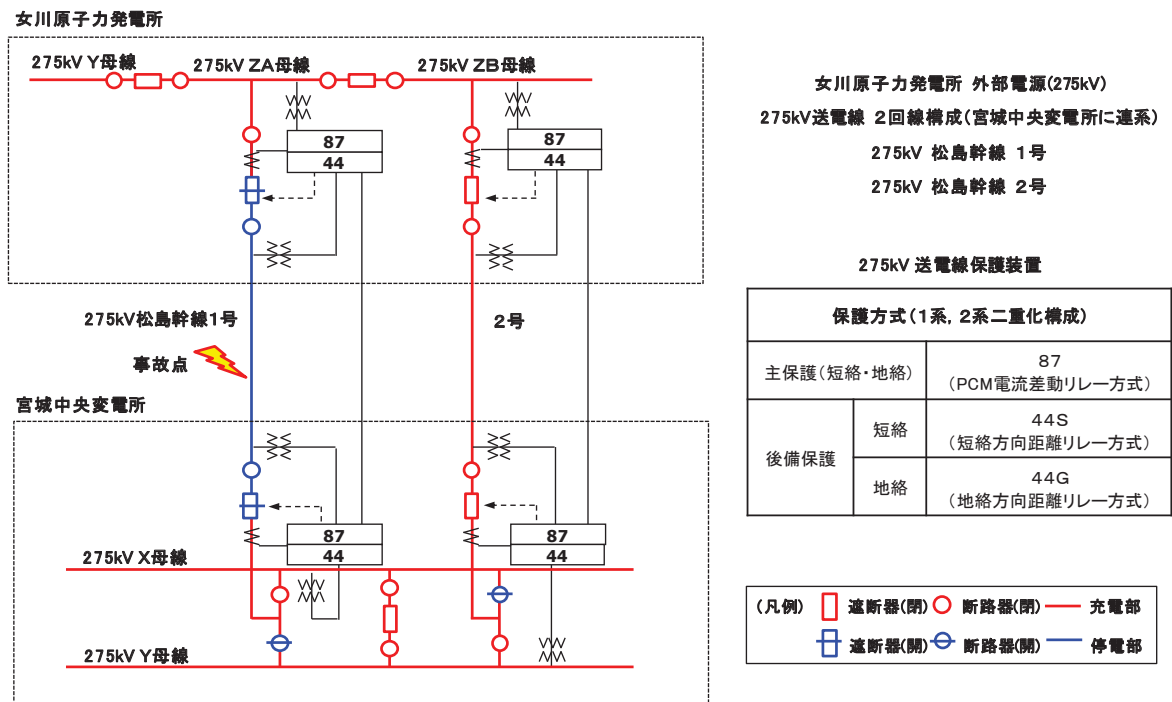 女川原子力発電所
275kV Y母線
275kV ZA母線
275kV ZB母線
87
44
87
44
275kV松島幹線1号
2号
事故点
宮城中央変電所
87
44
87
44
275kV X母線
275kV Y母線
女川原子力発電所 外部電源(275kV)
275kV送電線 2回線構成(宮城中央変電所に連系)
275kV 松島幹線 1号
275kV 松島幹線 2号
275kV 送電線保護装置
保護方式(1系,2系二重化構成)
主保護(短絡・地絡)
87
(PCM電流差動リレー方式)
後備保護
短絡
44S
(短絡方向距離リレー方式)
地絡
44G
(地絡方向距離リレー方式)
(凡例) 遮断器(閉) 断路器(閉) 充電部
遮断器(開) 断路器(開) 停電部